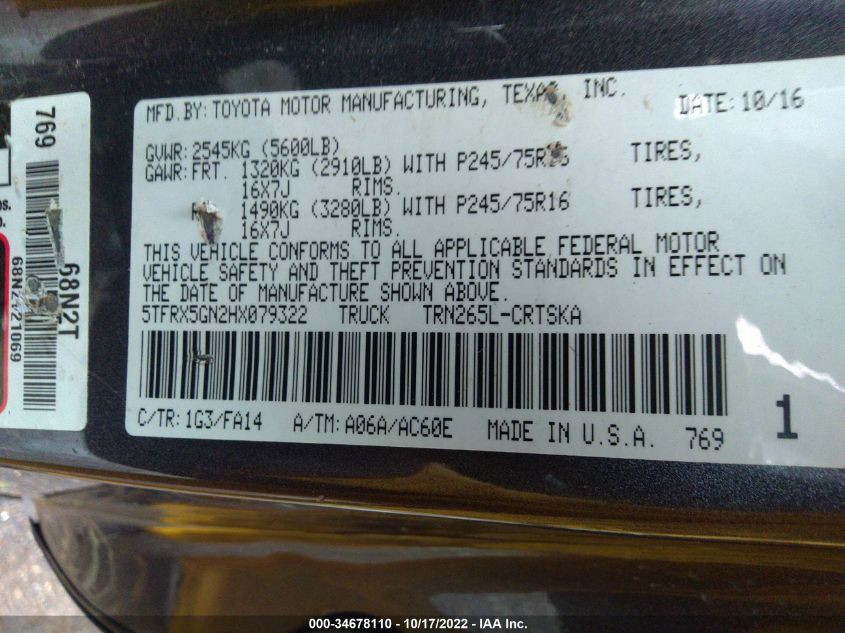 MFD.BY: TOYOTA MOTOR MANUFACTURING, TEXAS, INC. DATE: 10/16
GVWR: 2545KG (5600LB)
GAWR: FRT. 1320KG (2910LB) WITH P245/75R16 TIRES,
16X7J RIMS.
1490KG (3280LB) WITH P245/75R16 TIRES,
16X7J RIMS.
THIS VEHICLE CONFORMS TO ALL APPLICABLE FEDERAL MOTOR
VEHICLE SAFETY AND THEFT PREVENTION STANDARDS IN EFFECT ON
THE DATE OF MANUFACTURE SHOWN ABOVE.
5TFRX5GN2HX079322 TRUCK TRN265L-CRTSKA
C/TR: 1G3/FA14 A/TM: A06A/AC60E MADE IN U.S.A. 769
1
769
68N2T
000-34678110 - 10/17/2022 - IAA Inc.